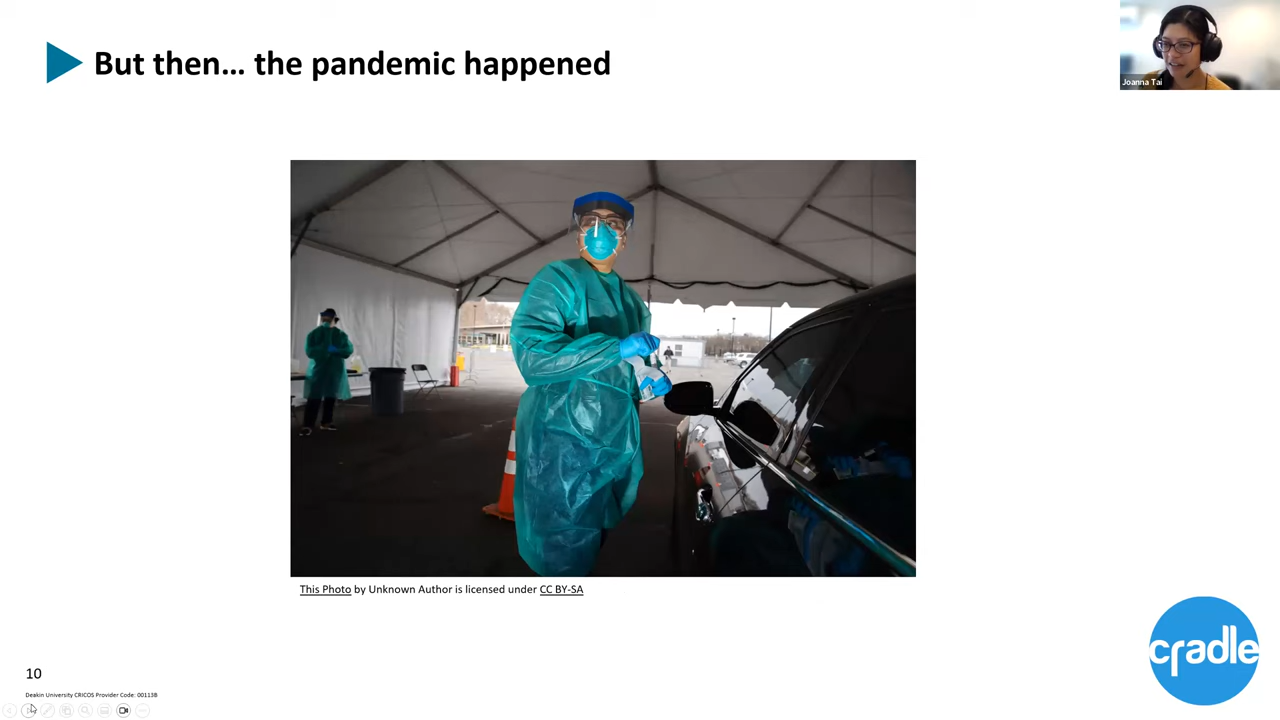 But then... the pandemic happened
Joanna Tai
This Photo by Unknown Author is licensed under CC BY-SA
cradle
10
Deakin University CRICOS Provider Code: 00113B